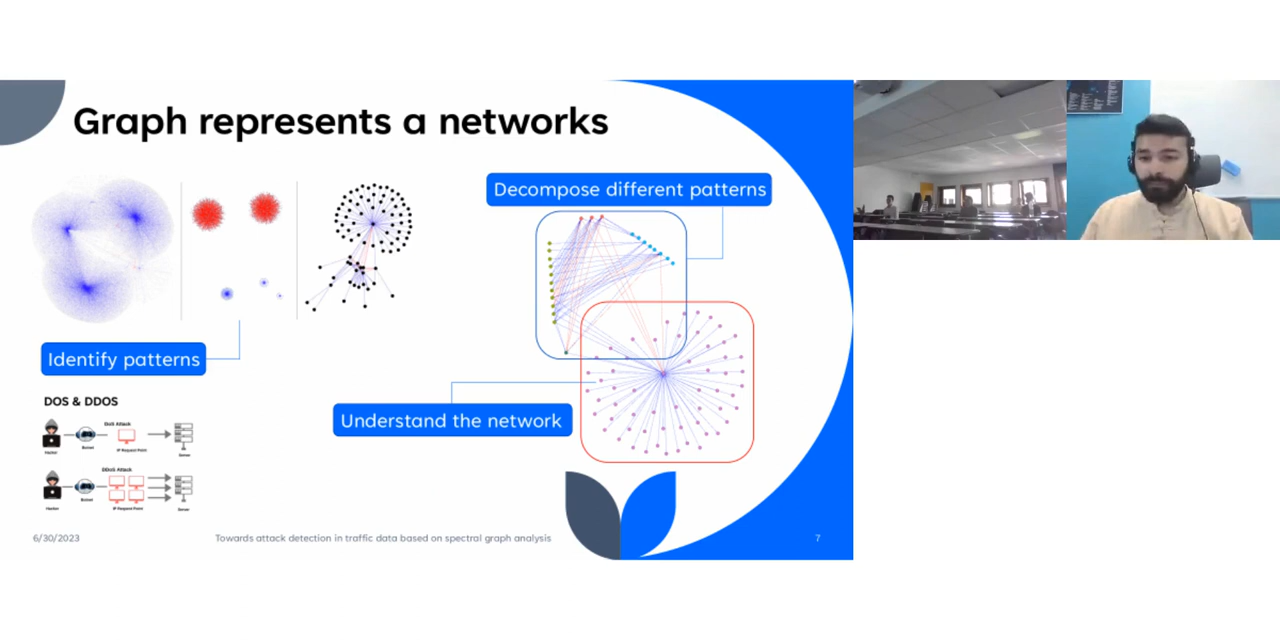 Graph represents a networks
Decompose different patterns
Identify patterns
Understand the network
DOS & DDOS
DoS Attack
Hacker
Botnet
IP Request Point
Server
DDoS Attack
Hacker
Botnet
IP Request Point
Server
6/30/2023
Towards attack detection in traffic data based on spectral graph analysis
7